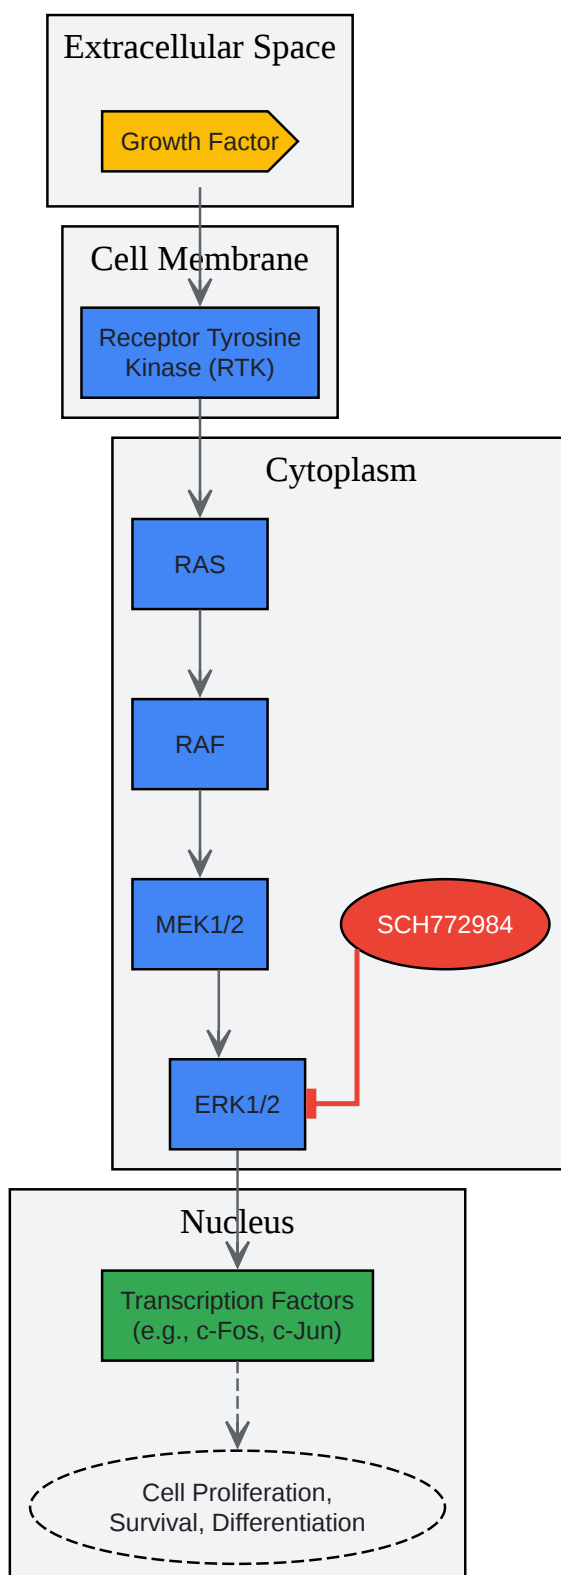 Extracellular Space
Growth Factor
Cell Membrane
Receptor Tyrosine
Kinase (RTK)
Cytoplasm
RAS
RAF
MEK1/2
SCH772984
ERK1/2
Nucleus
Transcription Factors
(e.g., c-Fos, c-Jun)
Cell Proliferation,
Survival, Differentiation